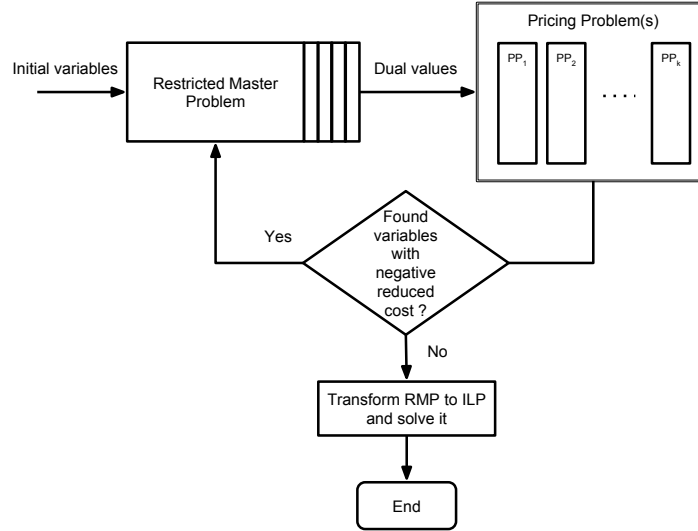 Pricing Problem(s)
Initial variables
Restricted Master
Problem
Dual values
PP1
PP2
. . . .
PPk
Yes
Found
variables
with
negative
reduced
cost ?
No
Transform RMP to ILP
and solve it
End